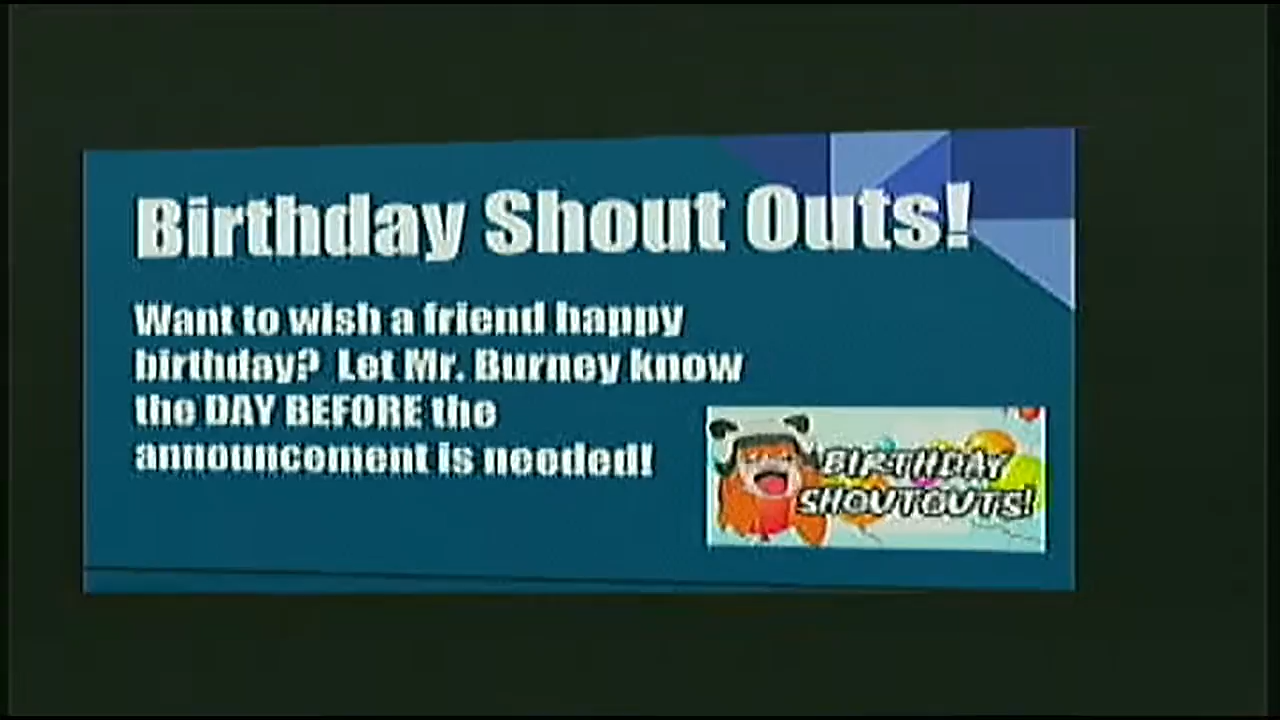 Birthday Shout Outs!
Want to wish a friend happy
birthday? Let Mr. Burney know
the DAY BEFORE the
announcement is needed!
BIRTHDAY
SHOUTOUTS!